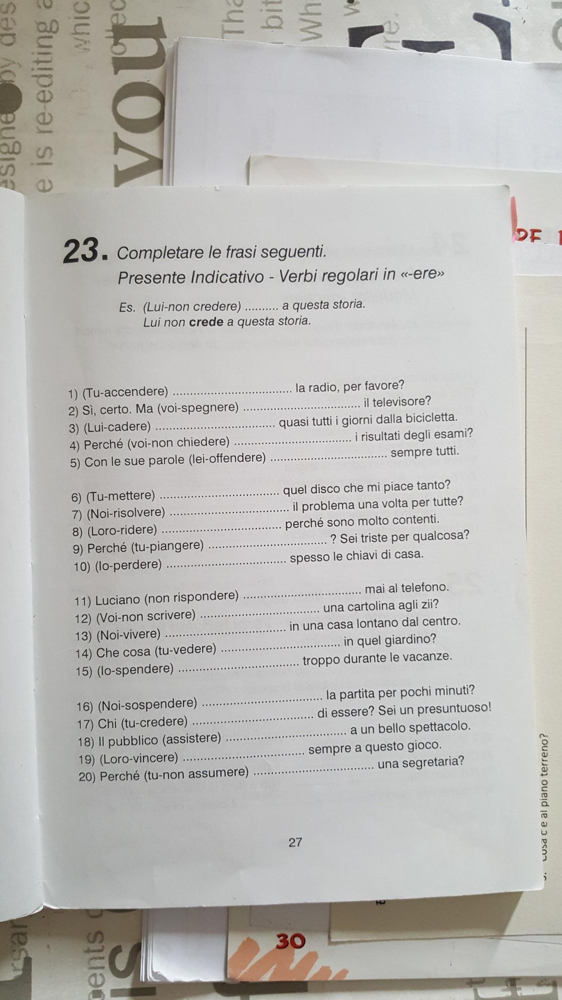 23. Completare le frasi seguenti.
Presente Indicativo - Verbi regolari in «-ere»
Es. (Lui-non credere) .......... a questa storia.
Lui non crede a questa storia.
1) (Tu-accendere) ................................... la radio, per favore?
2) Sì, certo. Ma (voi-spegnere) ................................... il televisore?
3) (Lui-cadere) ................................... quasi tutti i giorni dalla bicicletta.
4) Perché (voi-non chiedere) ................................... i risultati degli esami?
5) Con le sue parole (lei-offendere) ................................... sempre tutti.
6) (Tu-mettere) ................................... quel disco che mi piace tanto?
7) (Noi-risolvere) ................................... il problema una volta per tutte?
8) (Loro-ridere) ................................... perché sono molto contenti.
9) Perché (tu-piangere) ................................... ? Sei triste per qualcosa?
10) (Io-perdere) ................................... spesso le chiavi di casa.
11) Luciano (non rispondere) ................................... mai al telefono.
12) (Voi-non scrivere) ................................... una cartolina agli zii?
13) (Noi-vivere) ................................... in una casa lontano dal centro.
14) Che cosa (tu-vedere) ................................... in quel giardino?
15) (Io-spendere) ................................... troppo durante le vacanze.
16) (Noi-sospendere) ................................... la partita per pochi minuti?
17) Chi (tu-credere) ................................... di essere? Sei un presuntuoso!
18) Il pubblico (assistere) ................................... a un bello spettacolo.
19) (Loro-vincere) ................................... sempre a questo gioco.
20) Perché (tu-non assumere) ................................... una segretaria?
27
30
Cosa c'è al piano terreno?
you
e is re-editing a
by des
whic
Tha
bit
Wh